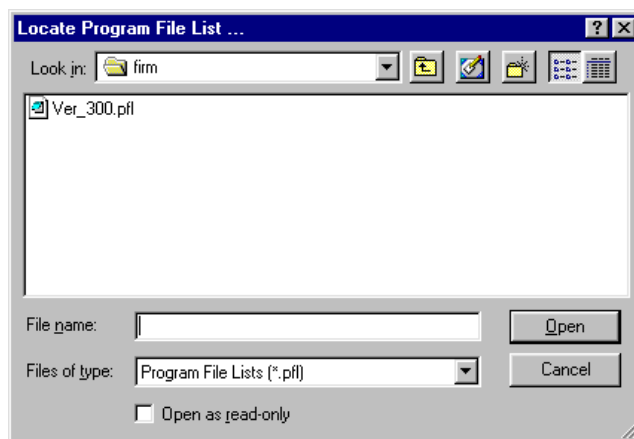 Locate Program File List ...
Look in: firm
Ver_300.pfl
File name: Open
Files of type: Program File Lists (*.pfl) Cancel
Open as read-only